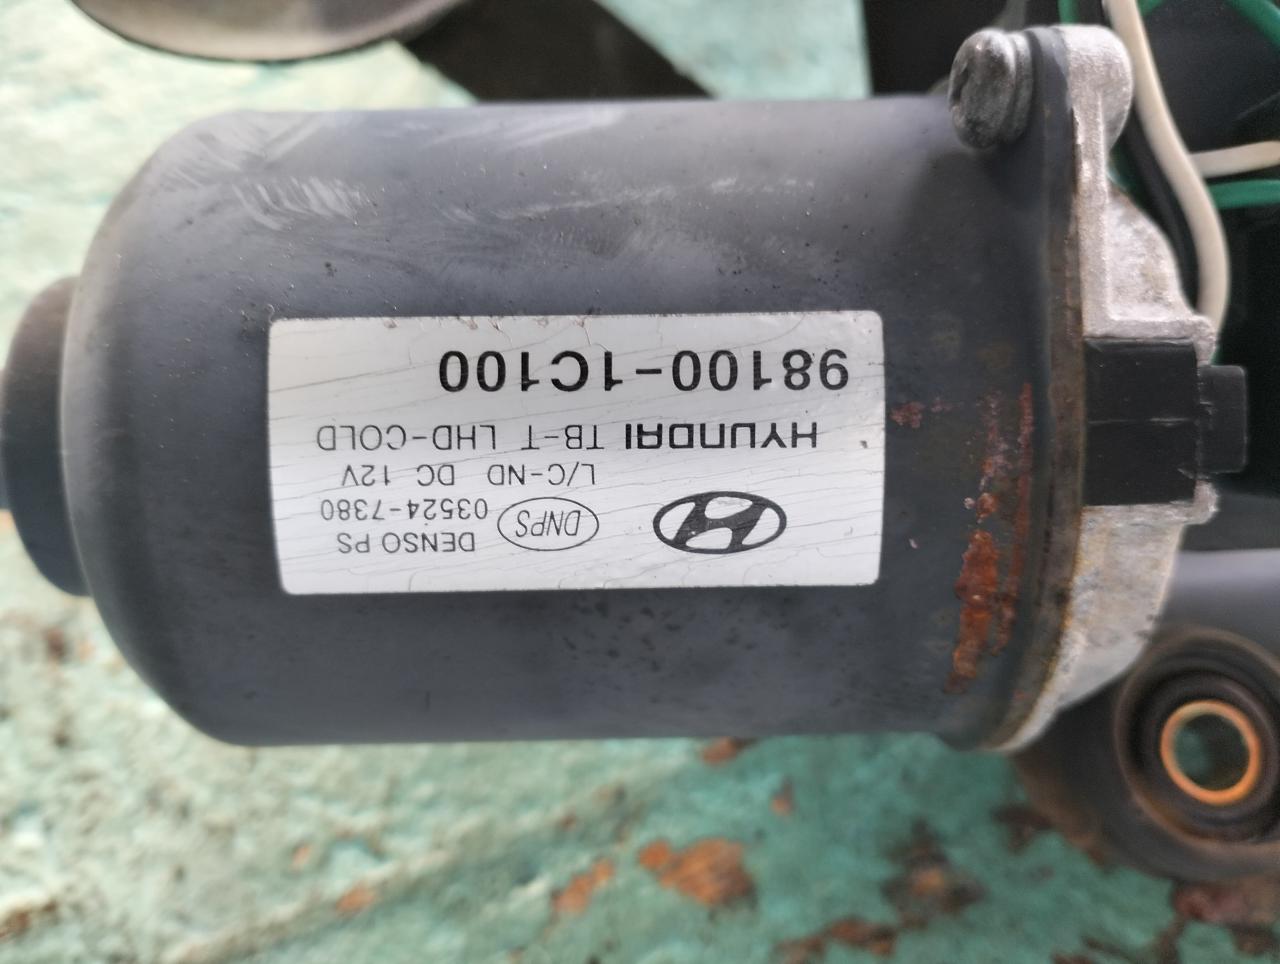 98100-1C100
HYUNDAI TB-T LHD-COLD
L/C-ND DC 12V
DNPS 03524-7380
DENSO PS